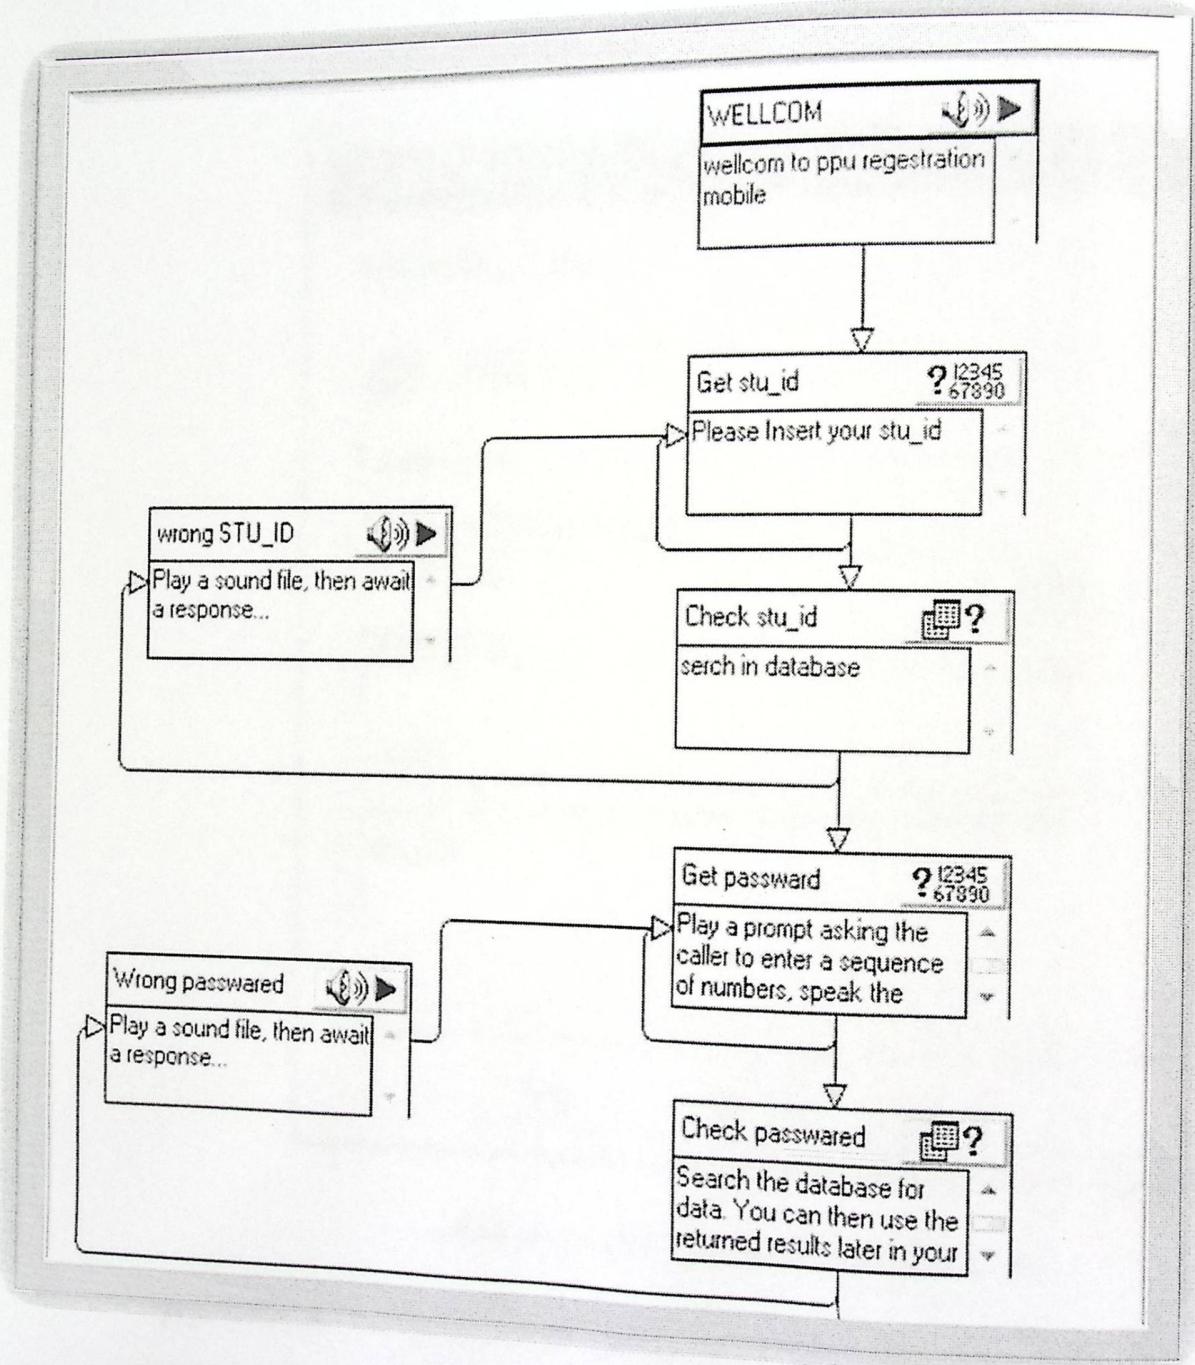 WELLCOM
wellcom to ppu regestration
mobile
Get stu_id
? 12345
67890
Please Insert your stu_id
wrong STU_ID
Play a sound file, then await
a response...
Check stu_id
?
serch in database
Get passward
? 12345
67890
Play a prompt asking the
caller to enter a sequence
of numbers, speak the
Wrong passwared
Play a sound file, then await
a response...
Check passwared
?
Search the database for
data. You can then use the
returned results later in your